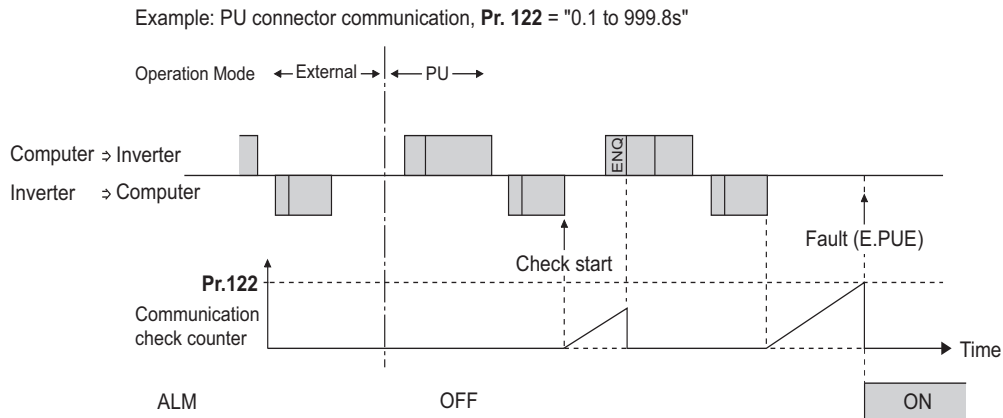 Example: PU connector communication, Pr. 122 = "0.1 to 999.8s"
Operation Mode
External
PU
Computer ⇒ Inverter
ENQ
Inverter ⇒ Computer
Fault (E.PUE)
Check start
Pr.122
Communication
check counter
Time
ALM
OFF
ON